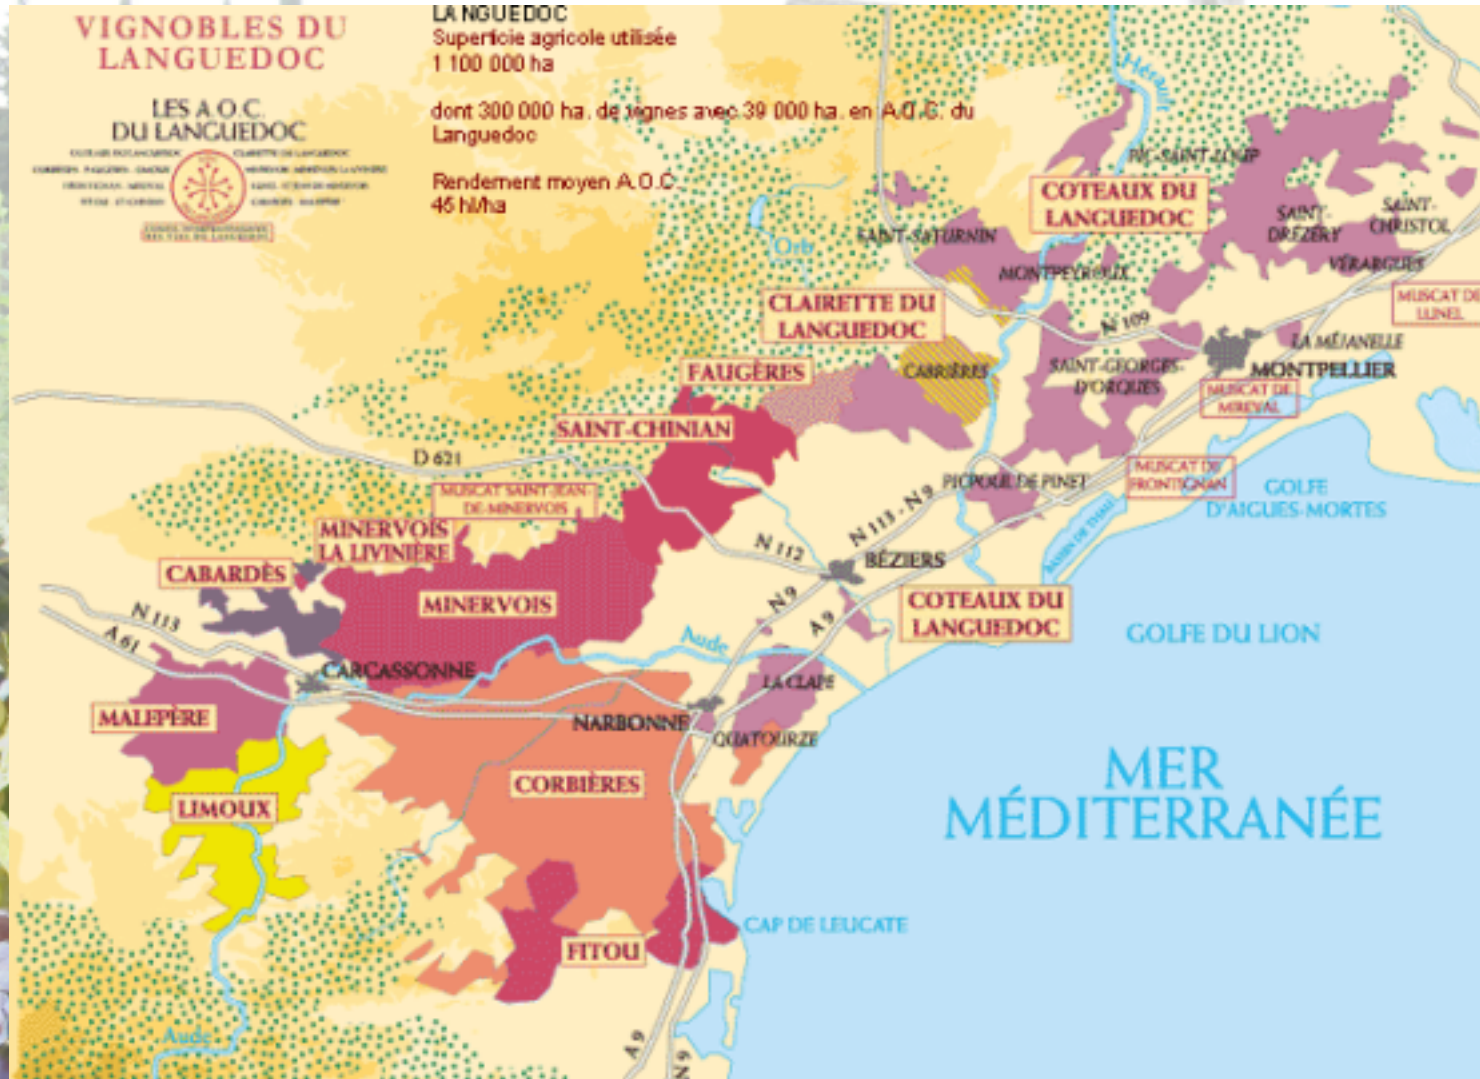 VIGNOBLES DU
LANGUEDOC
LES A.O.C.
DU LANGUEDOC
LANGUEDOC
Superficie agricole utilisée
1 100 000 ha
dont 300 000 ha. de vignes avec 39 000 ha. en A.O.C. du
Languedoc
Rendement moyen A.O.C.
45 hl/ha
Hérault
PIC-SAINT-LOUP
COTEAUX DU
LANGUEDOC
SAINT-
DRÉZÉRY
SAINT-
CHRISTOL
VÉRARGUES
SAINT-SATURNIN
MONTPEYROUX
Orb
MUSCAT DE
LUNEL
CLAIRETTE DU
LANGUEDOC
N 109
LA MÉJANELLE
MONTPELLIER
FAUGÈRES
CABRIÈRES
SAINT-GEORGES-
D'ORQUES
MUSCAT DE
MIREVAL
SAINT-CHINIAN
D 621
MUSCAT DE
FRONTIGNAN
PICPOUL DE PINET
GOLFE
D'AIGUES-MORTES
MUSCAT SAINT-JEAN-
DE-MINERVOIS
BASSIN DE THAU
MINERVOIS
LA LIVINIÈRE
N 112
N 113 - N 9
BÉZIERS
CABARDÈS
MINERVOIS
N 9
A 9
COTEAUX DU
LANGUEDOC
GOLFE DU LION
N 113
A 61
Aude
CARCASSONNE
LA CLAPE
MALEPÈRE
NARBONNE
QUATOURZE
CORBIÈRES
LIMOUX
MER
MÉDITERRANÉE
CAP DE LEUCATE
FITOU
Aude
A 9
N 9